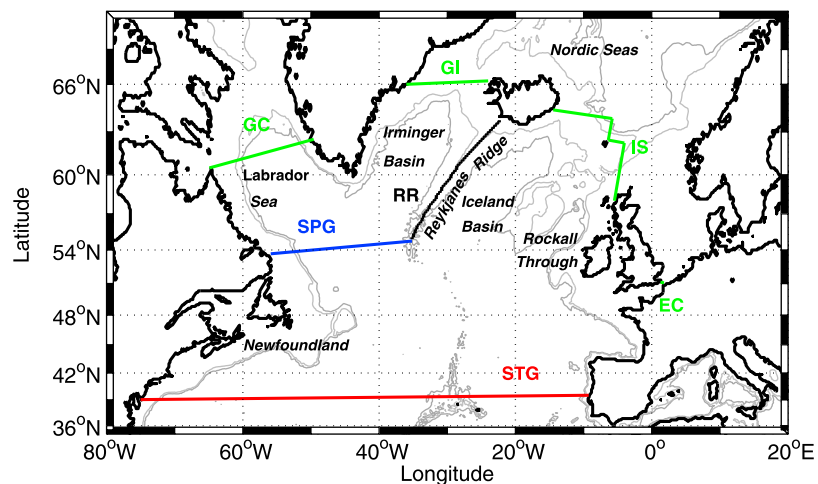 Nordic Seas
GI
66°N
GC
Irminger
Basin
IS
60°N
Labrador
Sea
RR
Reykjanes Ridge
Iceland
Basin
SPG
Rockall
Through
54°N
EC
48°N
Newfoundland
42°N
STG
36°N
80°W
60°W
40°W
20°W
0°
20°E
Longitude
Latitude